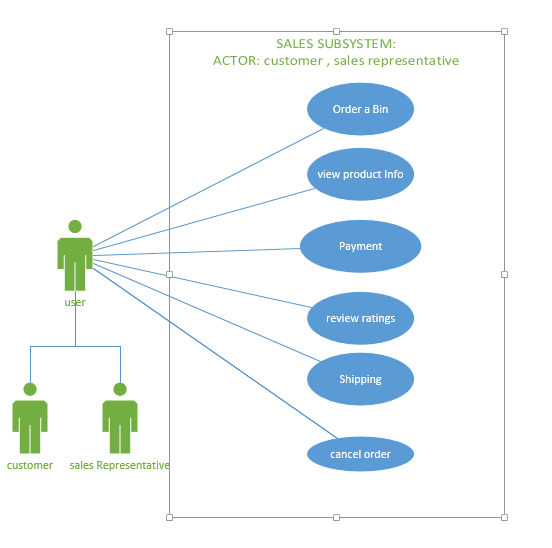 SALES SUBSYSTEM:
ACTOR: customer , sales representative
Order a Bin
view product Info
Payment
user
review ratings
Shipping
cancel order
customer
sales Representative